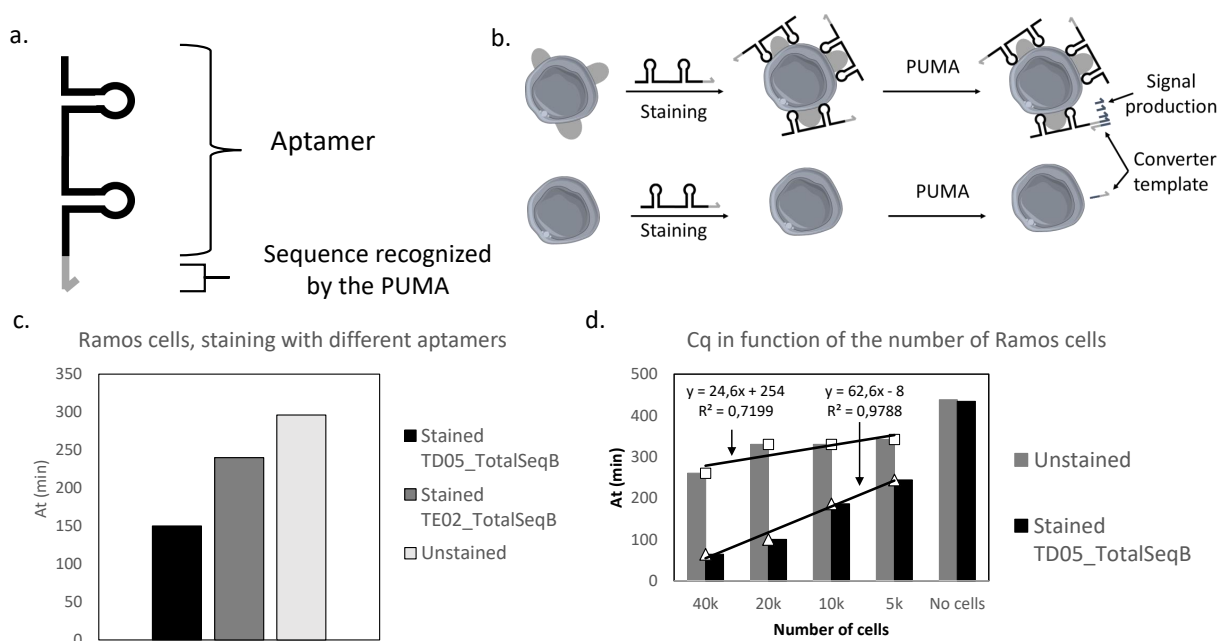 a.
Aptamer
Sequence recognized
by the PUMA
b.
Staining
PUMA
Signal
production
Converter
template
Staining
PUMA
c.
Ramos cells, staining with different aptamers
At (min)
350
300
250
200
150
100
50
0
Stained
TD05_TotalSeqB
Stained
TE02_TotalSeqB
Unstained
d.
Cq in function of the number of Ramos cells
At (min)
500
400
300
200
100
0
y = 24,6x + 254
R² = 0,7199
y = 62,6x - 8
R² = 0,9788
40k
20k
10k
5k
No cells
Number of cells
Unstained
Stained
TD05_TotalSeqB